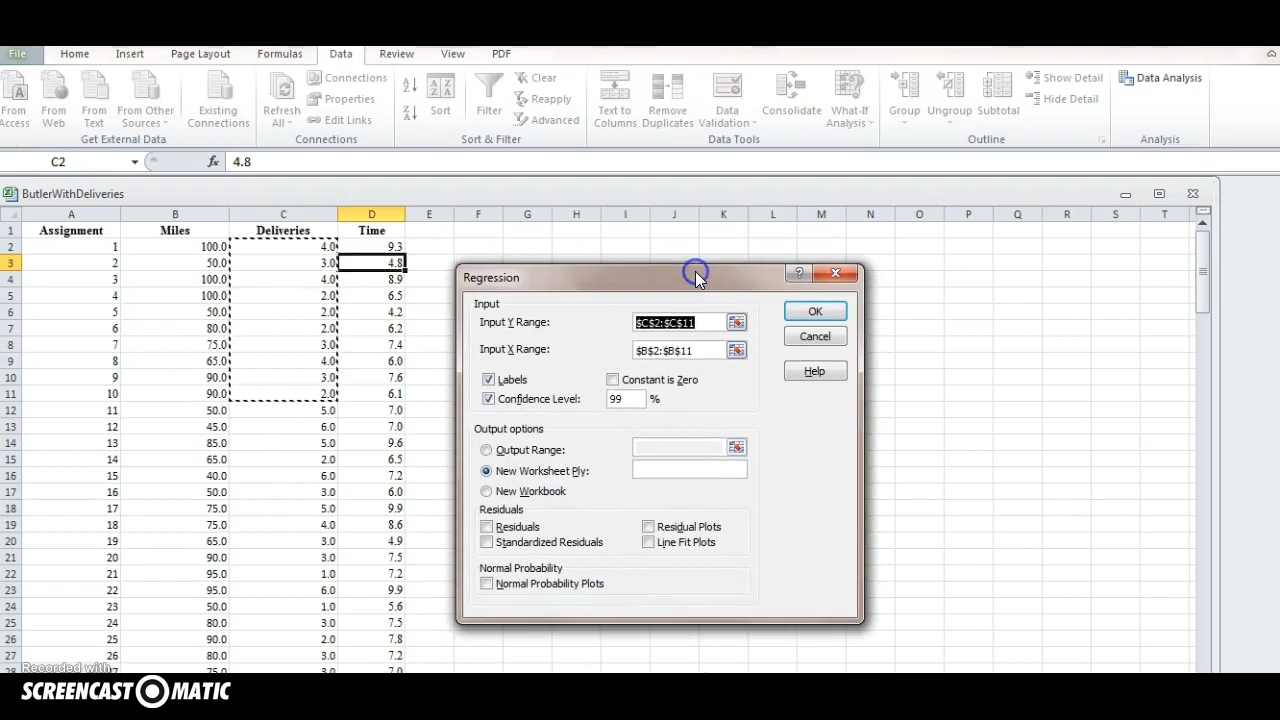 File Home Insert Page Layout Formulas Data Review View PDF
From Access From Web From Text From Other Sources Existing Connections Refresh All Connections Properties Edit Links Sort Filter Clear Reapply Advanced Text to Columns Remove Duplicates Data Validation Consolidate What-If Analysis Group Ungroup Subtotal Show Detail Hide Detail Data Analysis
Get External Data Connections Sort & Filter Data Tools Outline Analysis
C2 fx 4.8
ButlerWithDeliveries
A B C D E F G H I J K L M N O P Q R S T
1 Assignment Miles Deliveries Time
2 1 100.0 4.0 9.3
3 2 50.0 3.0 4.8
4 3 100.0 4.0 8.9
5 4 100.0 2.0 6.5
6 5 50.0 2.0 4.2
7 6 80.0 2.0 6.2
8 7 75.0 3.0 7.4
9 8 65.0 4.0 6.0
10 9 90.0 3.0 7.6
11 10 90.0 2.0 6.1
12 11 50.0 5.0 7.0
13 12 45.0 6.0 7.0
14 13 85.0 5.0 9.6
15 14 65.0 2.0 6.5
16 15 40.0 6.0 7.2
17 16 50.0 3.0 6.0
18 17 75.0 5.0 9.9
19 18 75.0 4.0 8.6
20 19 65.0 3.0 4.9
21 20 90.0 3.0 7.5
22 21 95.0 1.0 7.2
23 22 95.0 6.0 9.9
24 23 50.0 1.0 5.6
25 24 80.0 3.0 7.5
26 25 90.0 2.0 7.8
27 26 80.0 3.0 7.2
28 27 75.0 3.0 7.0
Regression
Input
Input Y Range: $C$2:$C$11 OK
Input X Range: $B$2:$B$11 Cancel
Help
Labels Constant is Zero
Confidence Level: 99 %
Output options
Output Range:
New Worksheet Ply:
New Workbook
Residuals
Residuals Residual Plots
Standardized Residuals Line Fit Plots
Normal Probability
Normal Probability Plots
Recorded with
SCREENCAST-O-MATIC